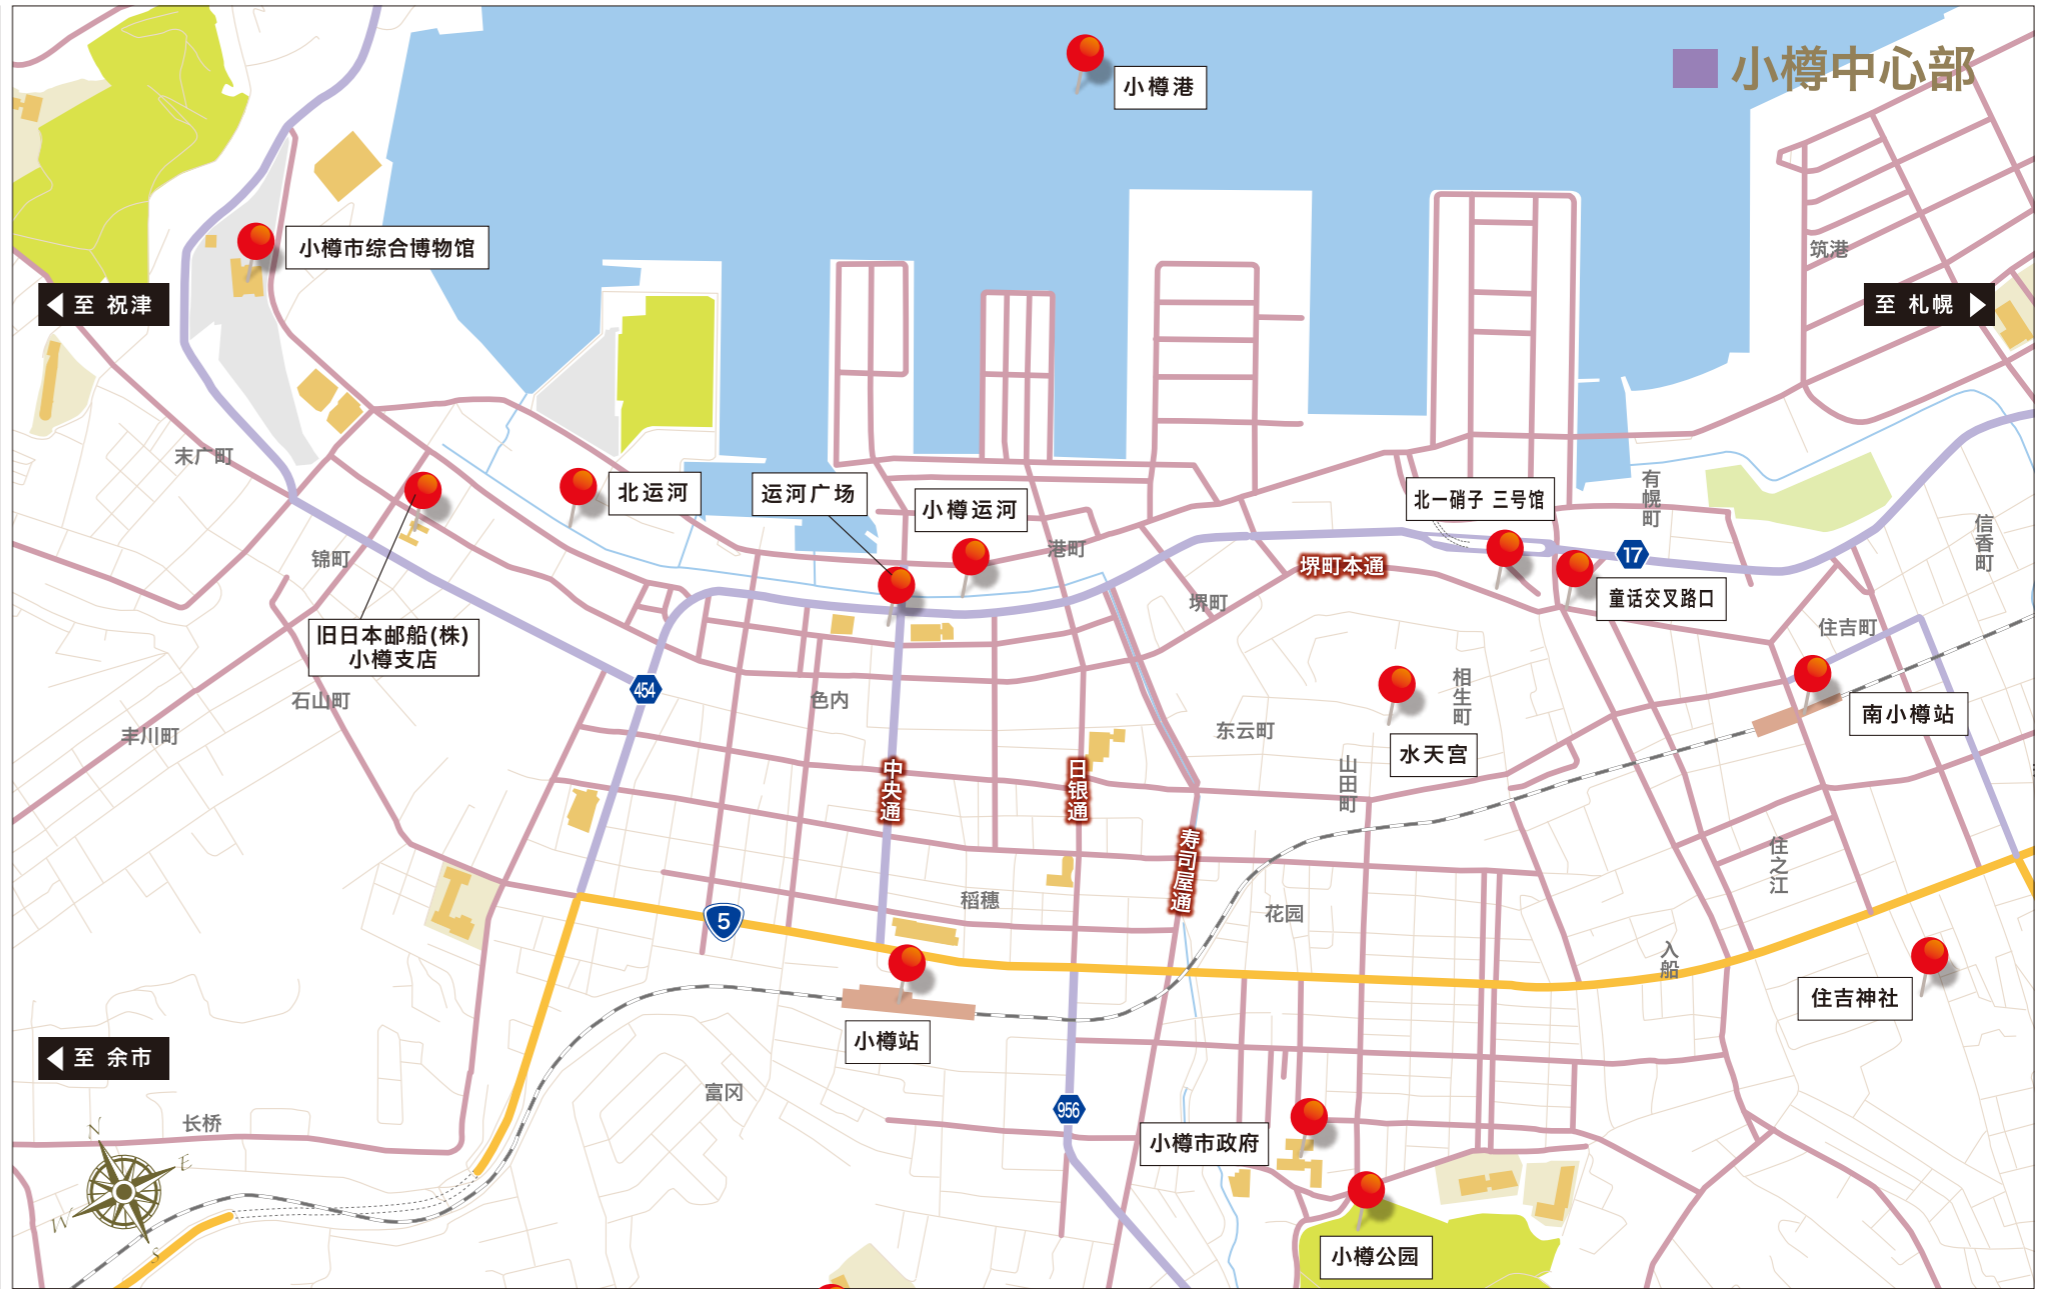 小樽中心部
小樽港
小樽市综合博物馆
筑港
至 祝津
至 札幌
末广町
北运河
运河广场
小樽运河
北一硝子 三号馆
有幌町
信香町
锦町
港町
堺町本通
17
堺町
童话交叉路口
住吉町
旧日本邮船(株)
小樽支店
454
石山町
色内
相生町
丰川町
东云町
南小樽站
水天宫
中央通
日银通
山田町
寿司屋通
住之江
稻穗
花园
5
入船
住吉神社
小樽站
至 余市
富冈
956
长桥
小樽市政府
小樽公园
N
E
W
S